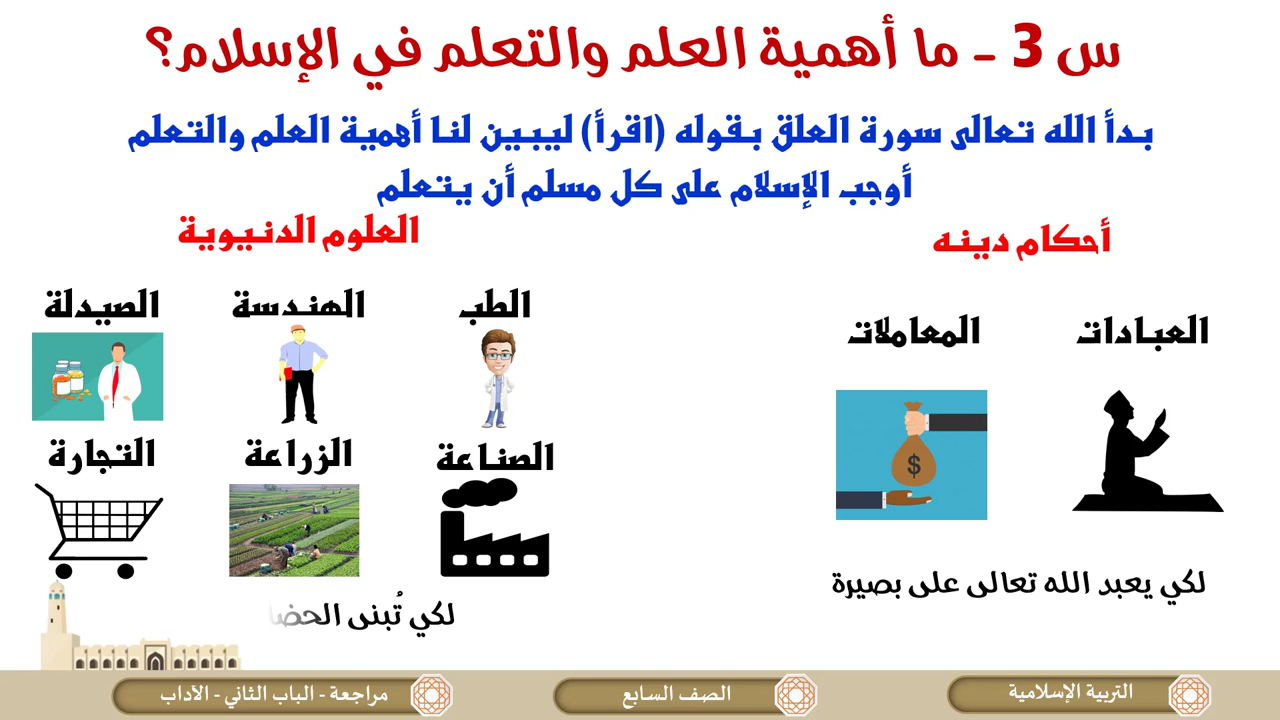 س 3 - ما أهمية العلم والتعلم في الإسلام؟
بدأ الله تعالى سورة العلق بقوله (اقرأ) ليبين لنا أهمية العلم والتعلم
أوجب الإسلام على كل مسلم أن يتعلم
أحكام دينه
العبادات
المعاملات
$
لكي يعبد الله تعالى على بصيرة
العلوم الدنيوية
الطب
الهندسة
الصيدلة
الصناعة
الزراعة
التجارة
لكي تُبنى
التربية الإسلامية
الصف السابع
مراجعة - الباب الثاني - الآداب